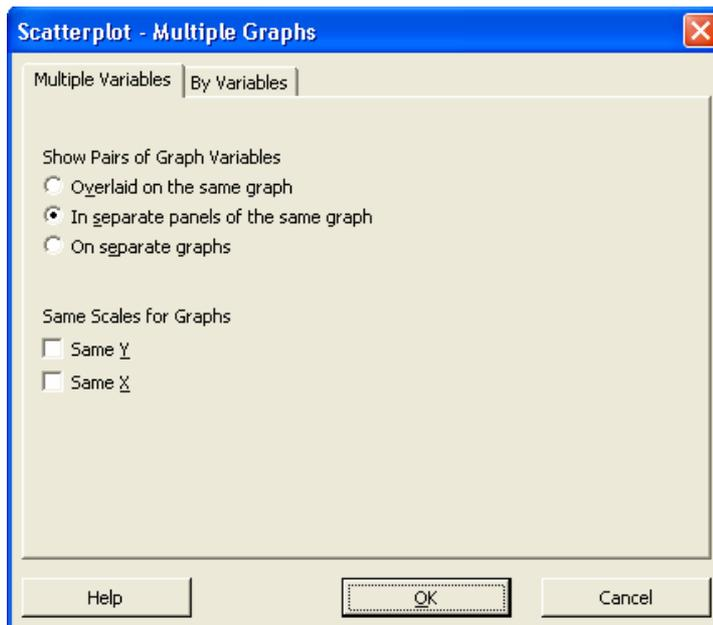 Scatterplot - Multiple Graphs
Multiple Variables
By Variables
Show Pairs of Graph Variables
Overlaid on the same graph
In separate panels of the same graph
On separate graphs
Same Scales for Graphs
Same Y
Same X
Help
OK
Cancel